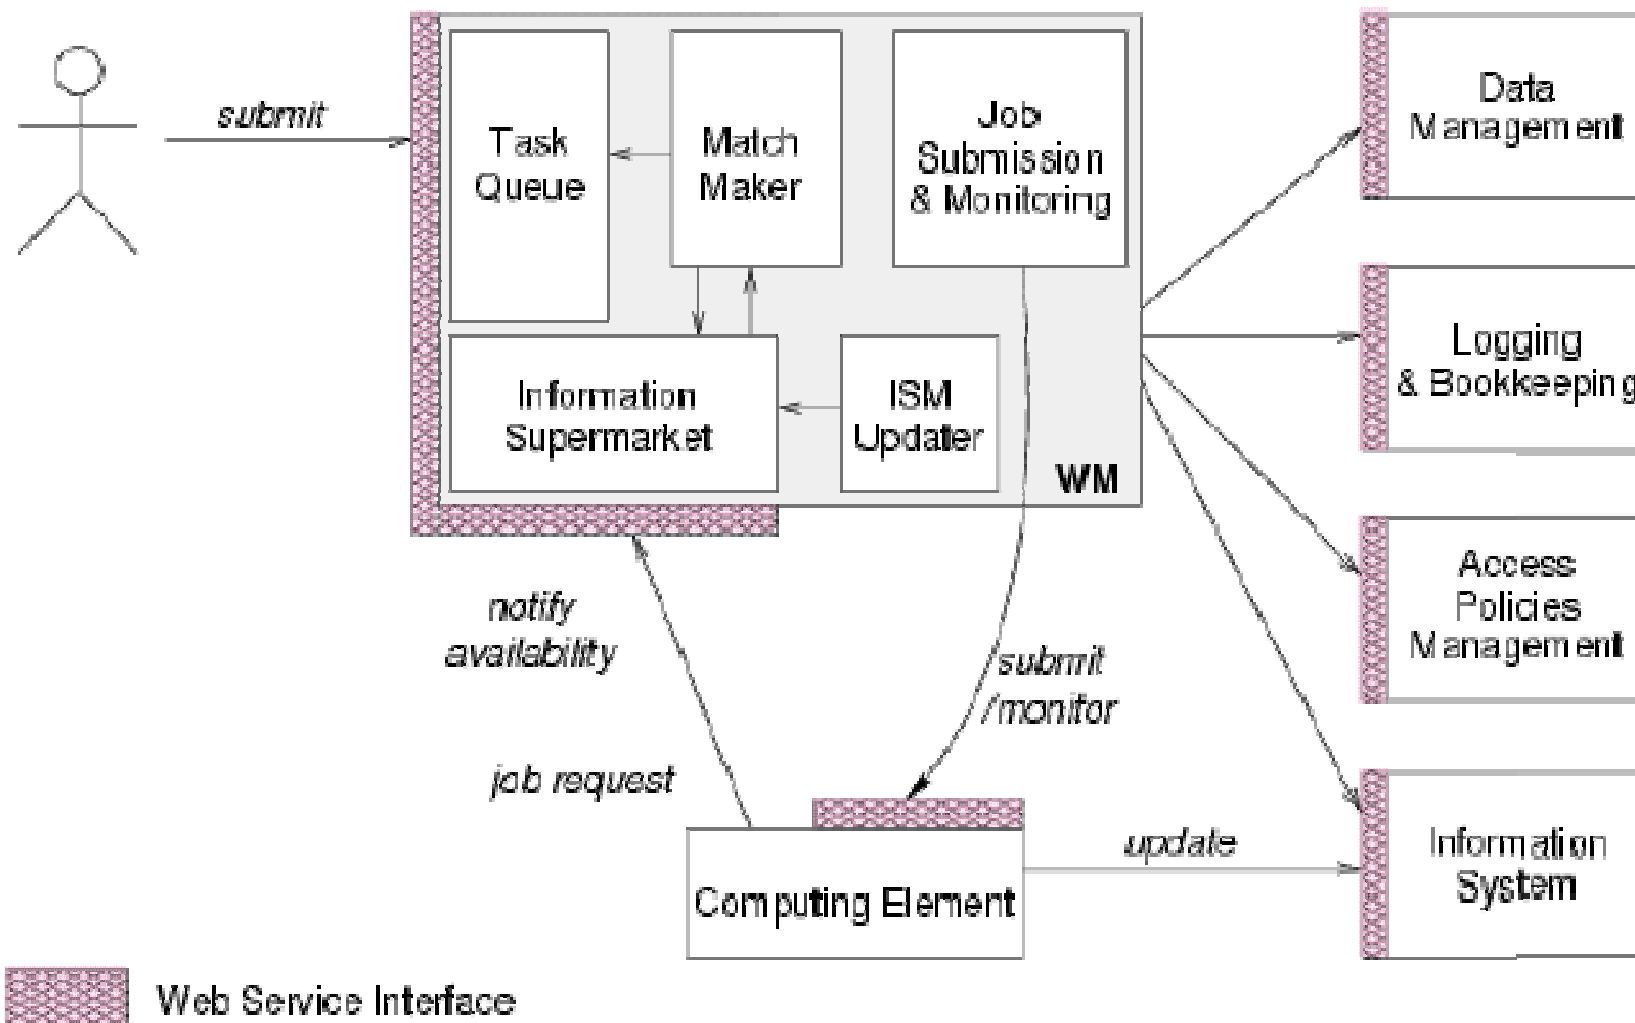 submit
Task
Queue
Match
Maker
Job
Submission
& Monitoring
Information
Supermarket
ISM
Updater
WM
Data
Management
Logging
& Bookkeeping
Access
Policies
Management
Information
System
notify
availability
job request
submit
/monitor
update
Computing Element
Web Service Interface